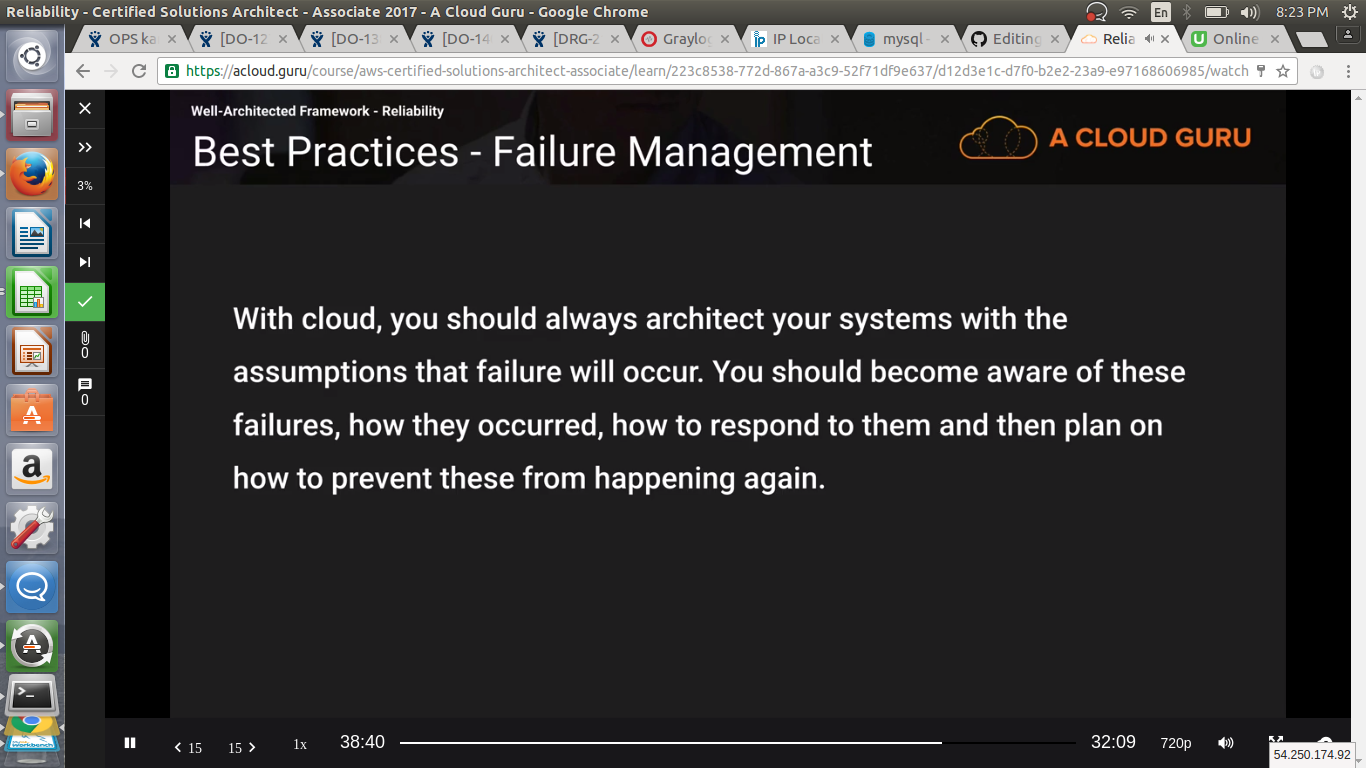 Reliability - Certified Solutions Architect - Associate 2017 - A Cloud Guru - Google Chrome
En
8:23 PM
OPS ka
[DO-12
[DO-13
[DO-14
[DRG-2
Graylo
IP Loca
mysql -
Editing
Relia
Online
https://acloud.guru/course/aws-certified-solutions-architect-associate/learn/223c8538-772d-867a-a3c9-52f71df9e637/d12d3e1c-d7f0-b2e2-23a9-e97168606985/watch
3%
0
0
Well-Architected Framework - Reliability
Best Practices - Failure Management
A CLOUD GURU
With cloud, you should always architect your systems with the
assumptions that failure will occur. You should become aware of these
failures, how they occurred, how to respond to them and then plan on
how to prevent these from happening again.
15
15
1x
38:40
32:09
720p
54.250.174.92